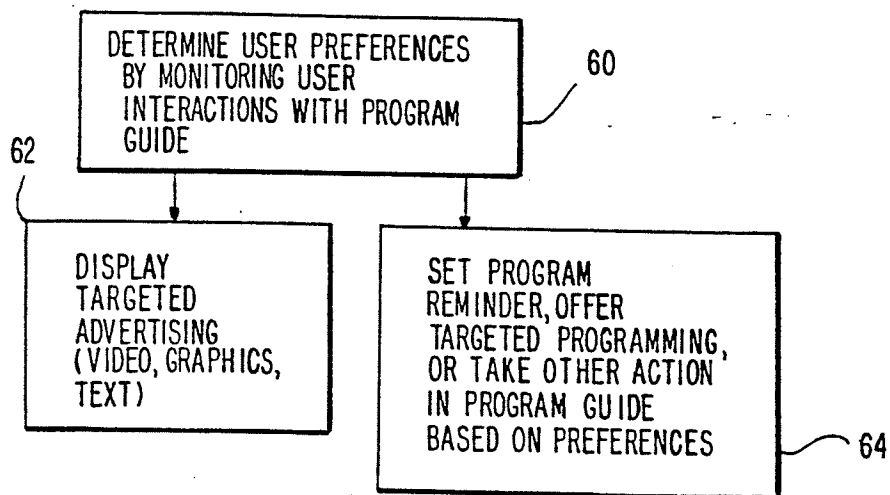 DETERMINE USER PREFERENCES
BY MONITORING USER
INTERACTIONS WITH PROGRAM
GUIDE
60
62
DISPLAY
TARGETED
ADVERTISING
(VIDEO, GRAPHICS,
TEXT)
SET PROGRAM
REMINDER, OFFER
TARGETED PROGRAMMING,
OR TAKE OTHER ACTION
IN PROGRAM GUIDE
BASED ON PREFERENCES
64